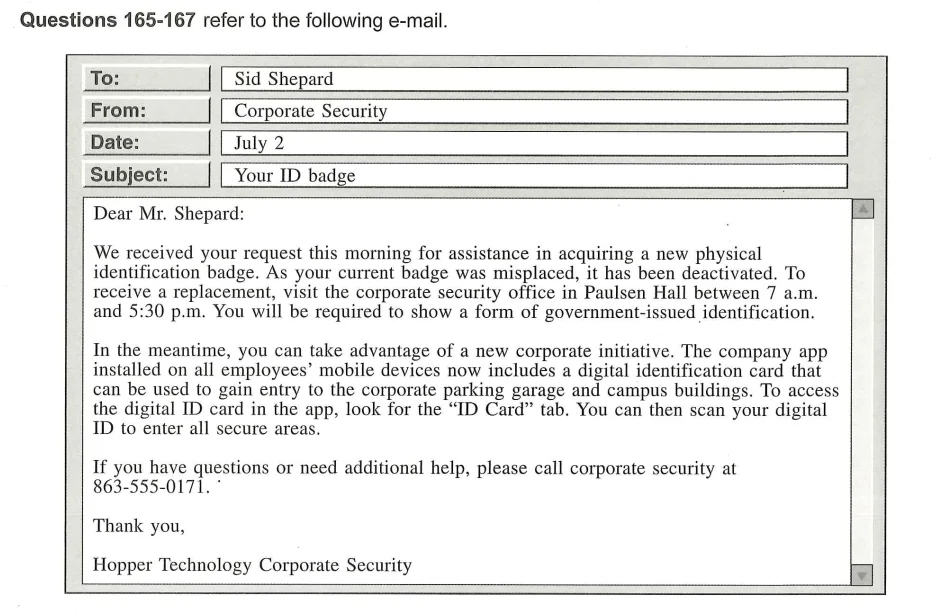 Questions 165-167 refer to the following e-mail.
To: Sid Shepard
From: Corporate Security
Date: July 2
Subject: Your ID badge
Dear Mr. Shepard:
We received your request this morning for assistance in acquiring a new physical
identification badge. As your current badge was misplaced, it has been deactivated. To
receive a replacement, visit the corporate security office in Paulsen Hall between 7 a.m.
and 5:30 p.m. You will be required to show a form of government-issued identification.
In the meantime, you can take advantage of a new corporate initiative. The company app
installed on all employees' mobile devices now includes a digital identification card that
can be used to gain entry to the corporate parking garage and campus buildings. To access
the digital ID card in the app, look for the “ID Card” tab. You can then scan your digital
ID to enter all secure areas.
If you have questions or need additional help, please call corporate security at
863-555-0171.
Thank you,
Hopper Technology Corporate Security